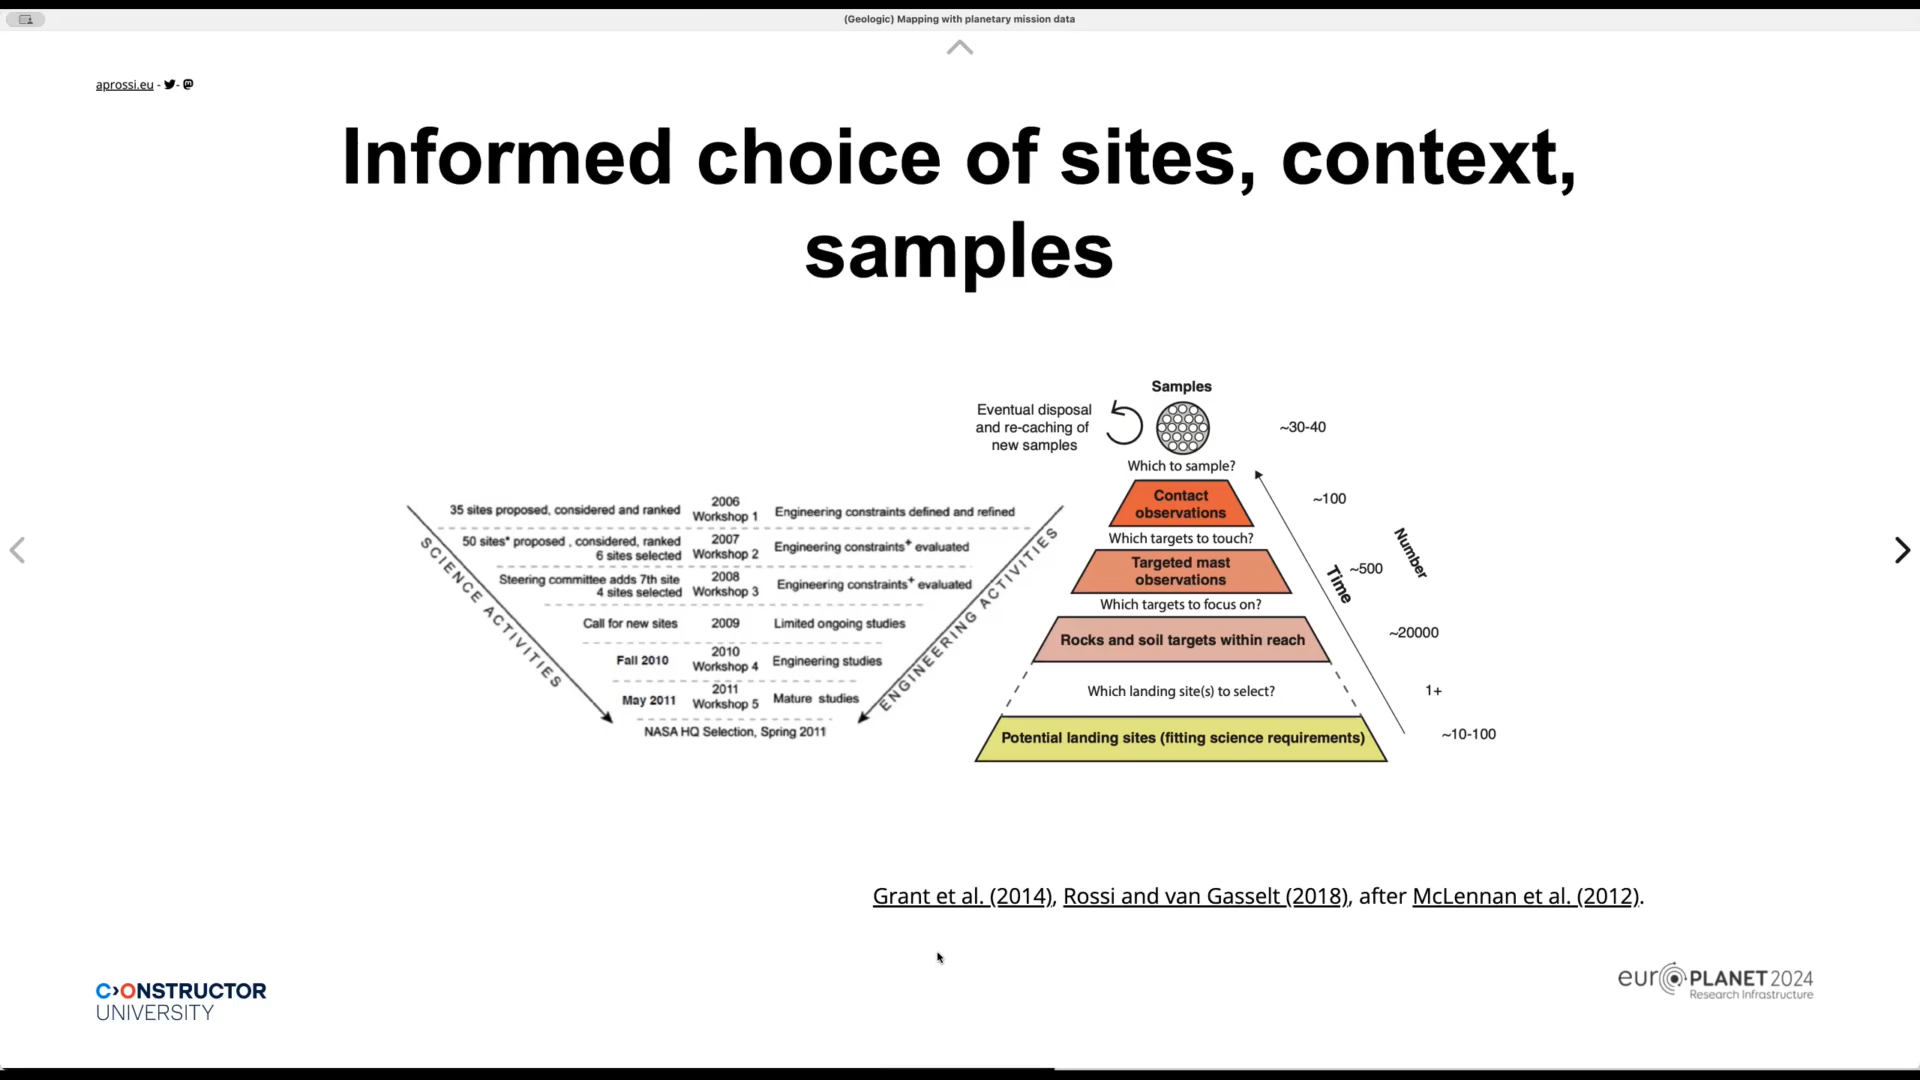 (Geologic) Mapping with planetary mission data
aprossi.eu - -
Informed choice of sites, context,
samples
SCIENCE ACTIVITIES
35 sites proposed, considered and ranked 2006 Workshop 1 Engineering constraints defined and refined
50 sites* proposed , considered, ranked 2007
6 sites selected Workshop 2 Engineering constraints+ evaluated
Steering committee adds 7th site 2008
4 sites selected Workshop 3 Engineering constraints+ evaluated
Call for new sites 2009 Limited ongoing studies
Fall 2010 2010 Workshop 4 Engineering studies
May 2011 2011 Workshop 5 Mature studies
NASA HQ Selection, Spring 2011
ENGINEERING ACTIVITIES
Samples
Eventual disposal
and re-caching of
new samples
~30-40
Which to sample?
Contact
observations
~100
Which targets to touch?
Targeted mast
observations
~500
Which targets to focus on?
Rocks and soil targets within reach
~20000
Which landing site(s) to select?
1+
Potential landing sites (fitting science requirements)
~10-100
Time
Number
Grant et al. (2014), Rossi and van Gasselt (2018), after McLennan et al. (2012).
CONSTRUCTOR
UNIVERSITY
europlanet 2024
Research Infrastructure